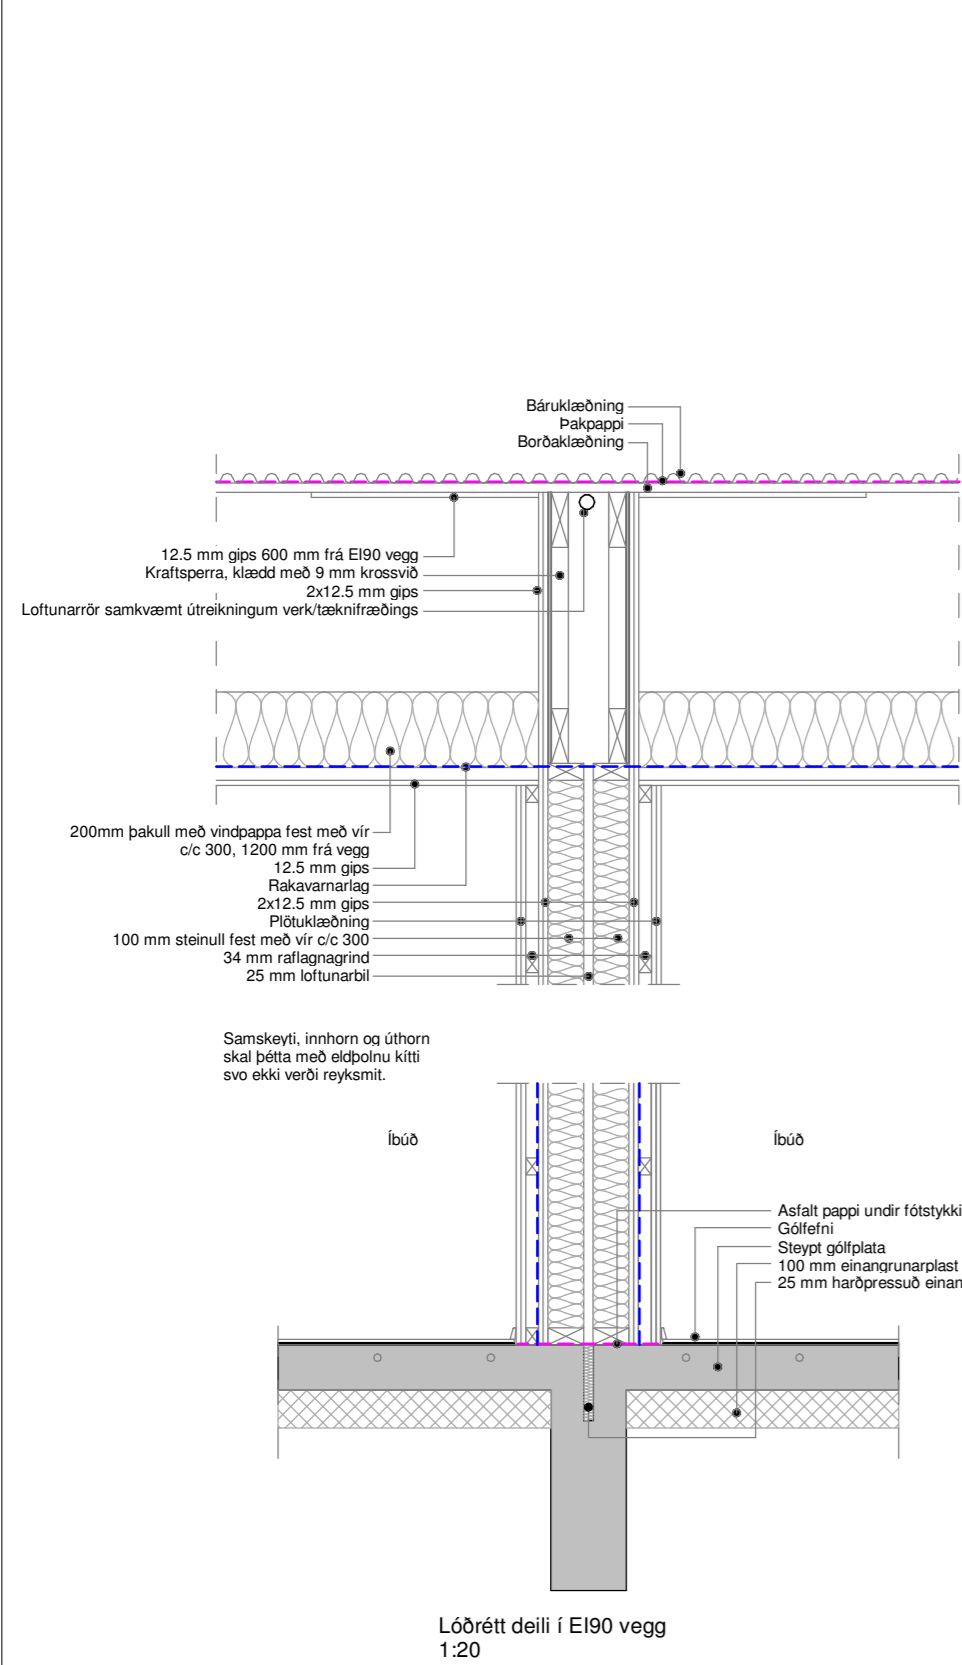 Báruklæðning
Þakpappi
Borðaklæðning
12.5 mm gips 600 mm frá EI90 vegg
Kraftsperra, klædd með 9 mm krossvið
2x12.5 mm gips
Loftunarrör samkvæmt útreikningum verk/tæknifræðings
200mm þakull með vindpappa fest með vír
c/c 300, 1200 mm frá vegg
12.5 mm gips
Rakavarnarlag
2x12.5 mm gips
Plötuklæðning
100 mm steinull fest með vír c/c 300
34 mm raflagnagrind
25 mm loftunarbil
Samskeyti, innhorn og úthorn
skal þétta með eldþolnu kítti
svo ekki verði reyksmit.
Íbúð
Íbúð
Asfalt pappi undir fótstykki
Gólfefni
Steypt gólfplata
100 mm einangrunarplast
25 mm harðpressuð einan
Lóðrétt deili í EI90 vegg
1:20